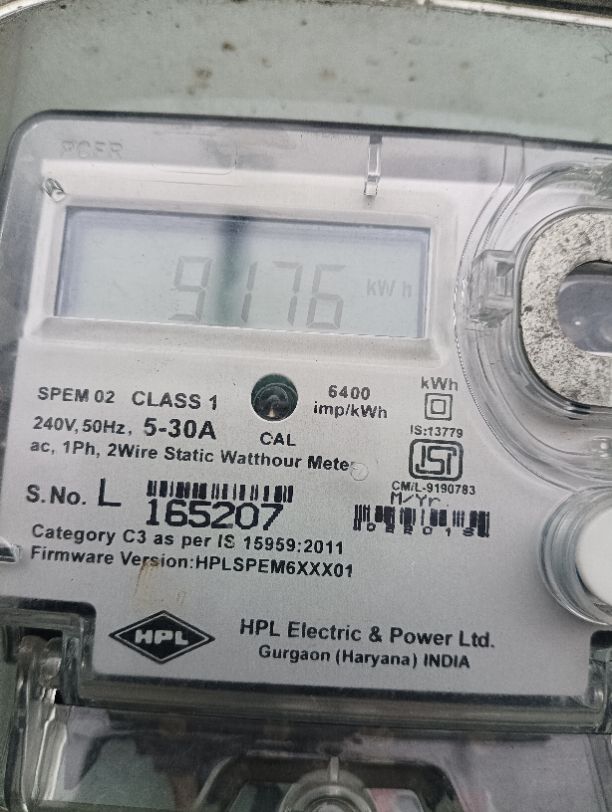 9176 kWh
SPEM 02 CLASS 1
6400
imp/kWh
kWh
240V, 50Hz, 5-30A
CAL
IS:13779
ac, 1Ph, 2Wire Static Watthour Meter
ISI
CM/L-9190783
M/Yr
S.No. L 165207
Category C3 as per IS 15959:2011
Firmware Version:HPLSPEM6XXX01
HPL
HPL Electric & Power Ltd.
Gurgaon (Haryana) INDIA